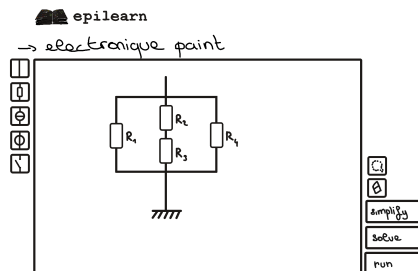 epilearn
→ electronique paint
R₁
R₂
R₃
R₄
simplify
solve
run